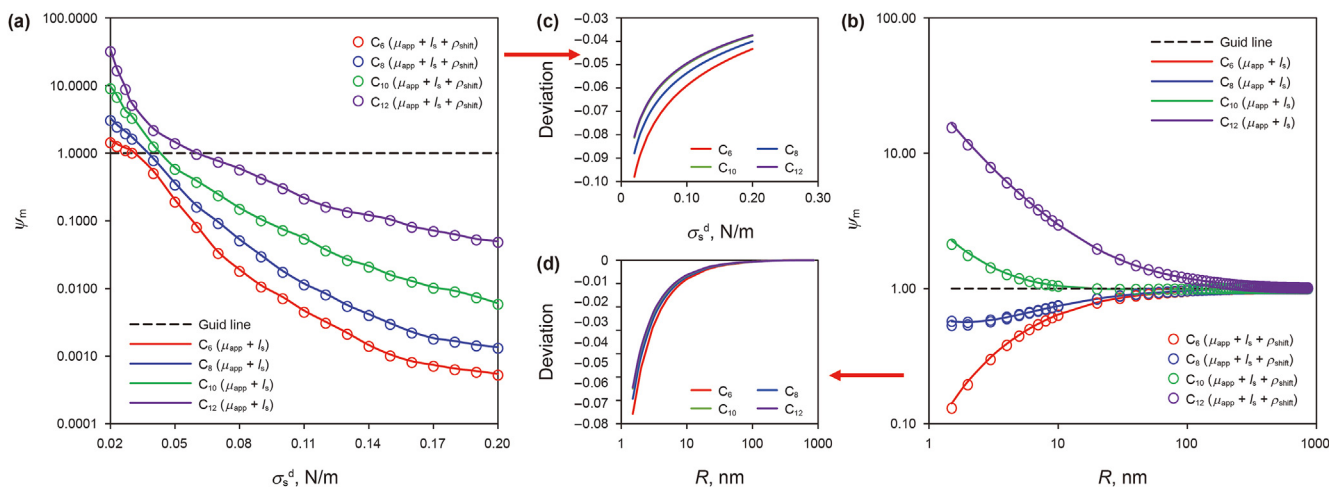 (a)
100.0000
10.0000
1.0000
0.1000
0.0100
0.0010
0.0001
ψm
C6 (μapp + ls + ρshift)
C8 (μapp + ls + ρshift)
C10 (μapp + ls + ρshift)
C12 (μapp + ls + ρshift)
Guid line
C6 (μapp + ls)
C8 (μapp + ls)
C10 (μapp + ls)
C12 (μapp + ls)
0.02 0.05 0.08 0.11 0.14 0.17 0.20
σs^d, N/m
(c)
−0.03
−0.04
−0.05
−0.06
−0.07
−0.08
−0.09
−0.10
Deviation
C6 C8
C10 C12
0 0.10 0.20 0.30
σs^d, N/m
(d)
0
−0.01
−0.02
−0.03
−0.04
−0.05
−0.06
−0.07
−0.08
Deviation
C6 C8
C10 C12
1 10 100 1000
R, nm
(b)
100.00
10.00
1.00
0.10
ψm
Guid line
C6 (μapp + ls)
C8 (μapp + ls)
C10 (μapp + ls)
C12 (μapp + ls)
C6 (μapp + ls + ρshift)
C8 (μapp + ls + ρshift)
C10 (μapp + ls + ρshift)
C12 (μapp + ls + ρshift)
1 10 100 1000
R, nm